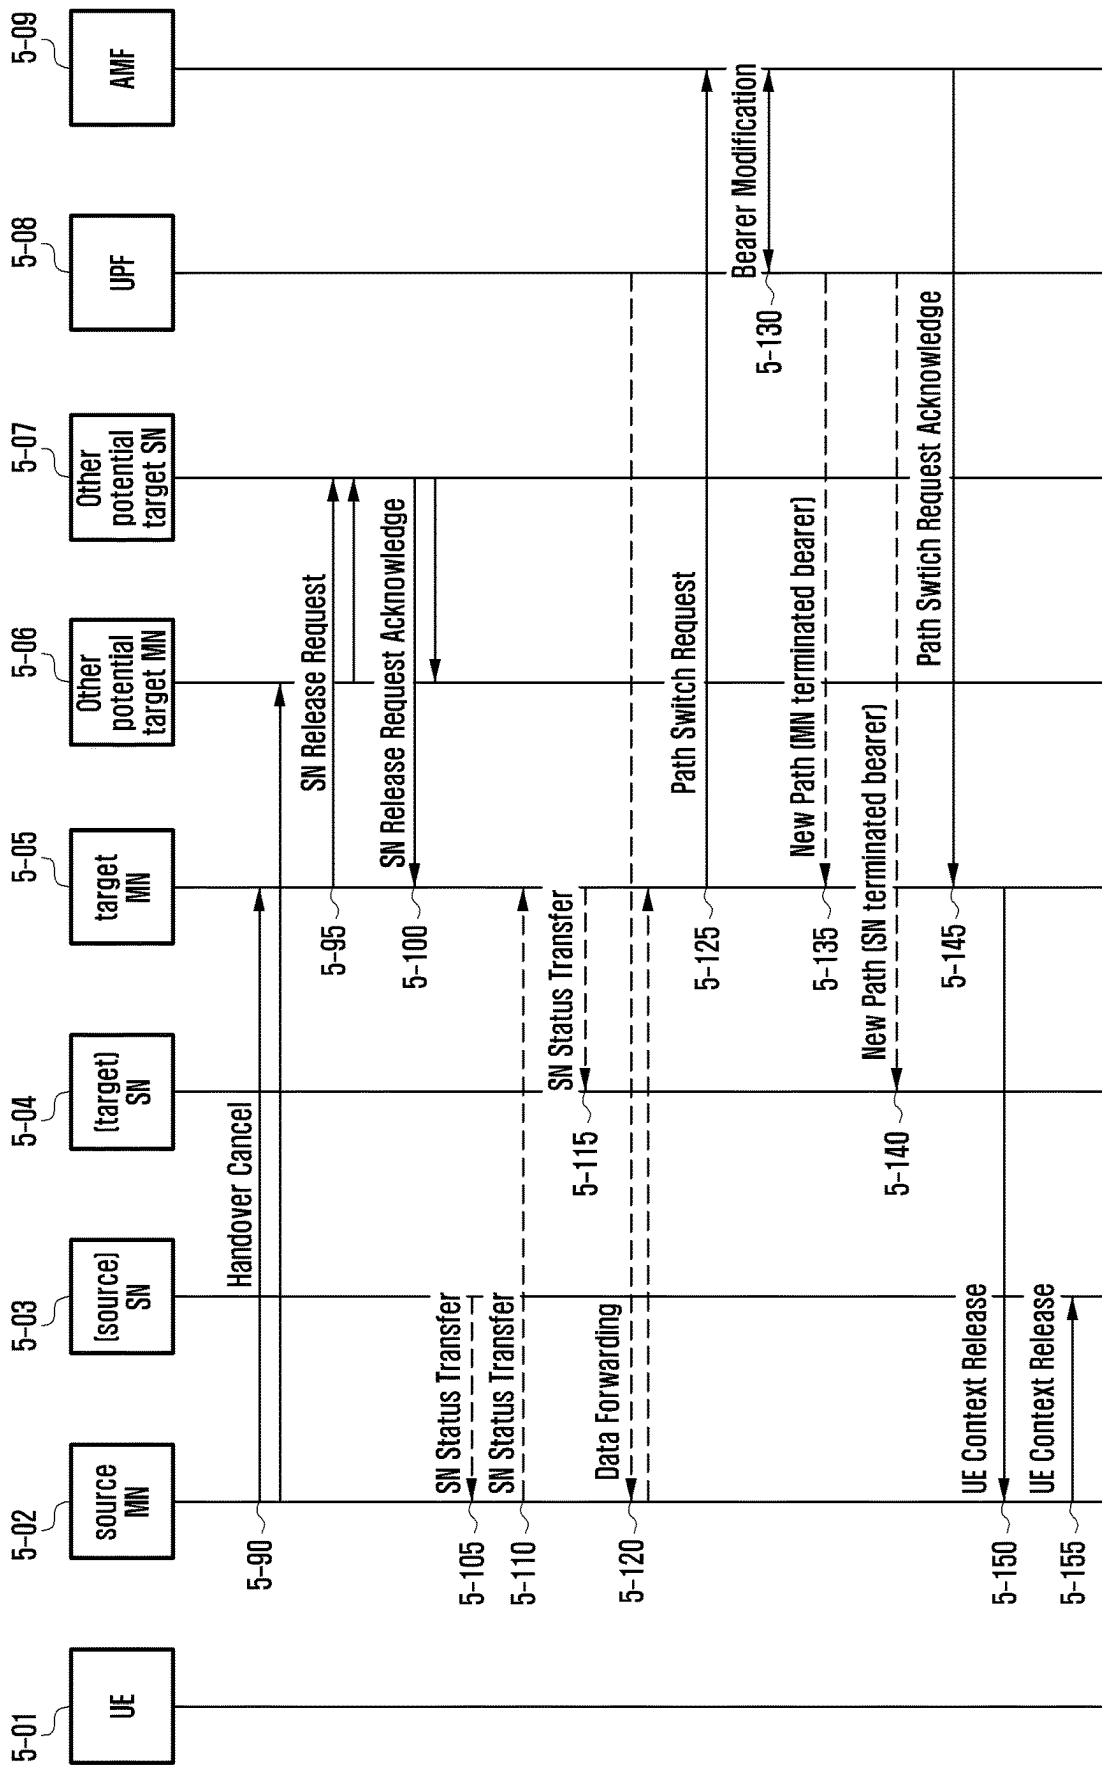 5-01
5-02
5-03
5-04
5-05
5-06
5-07
5-08
5-09
UE
source
MN
(source)
SN
(target)
SN
target
MN
Other
potential
target MN
Other
potential
target SN
UPF
AMF
Handover Cancel
5-90
SN Release Request
5-95
SN Release Request Acknowledge
5-100
SN Status Transfer
5-105
SN Status Transfer
5-110
SN Status Transfer
5-115
Data Forwarding
5-120
Path Switch Request
5-125
Bearer Modification
5-130
New Path (MN terminated bearer)
5-135
New Path (SN terminated bearer)
5-140
Path Swtich Request Acknowledge
5-145
UE Context Release
5-150
UE Context Release
5-155